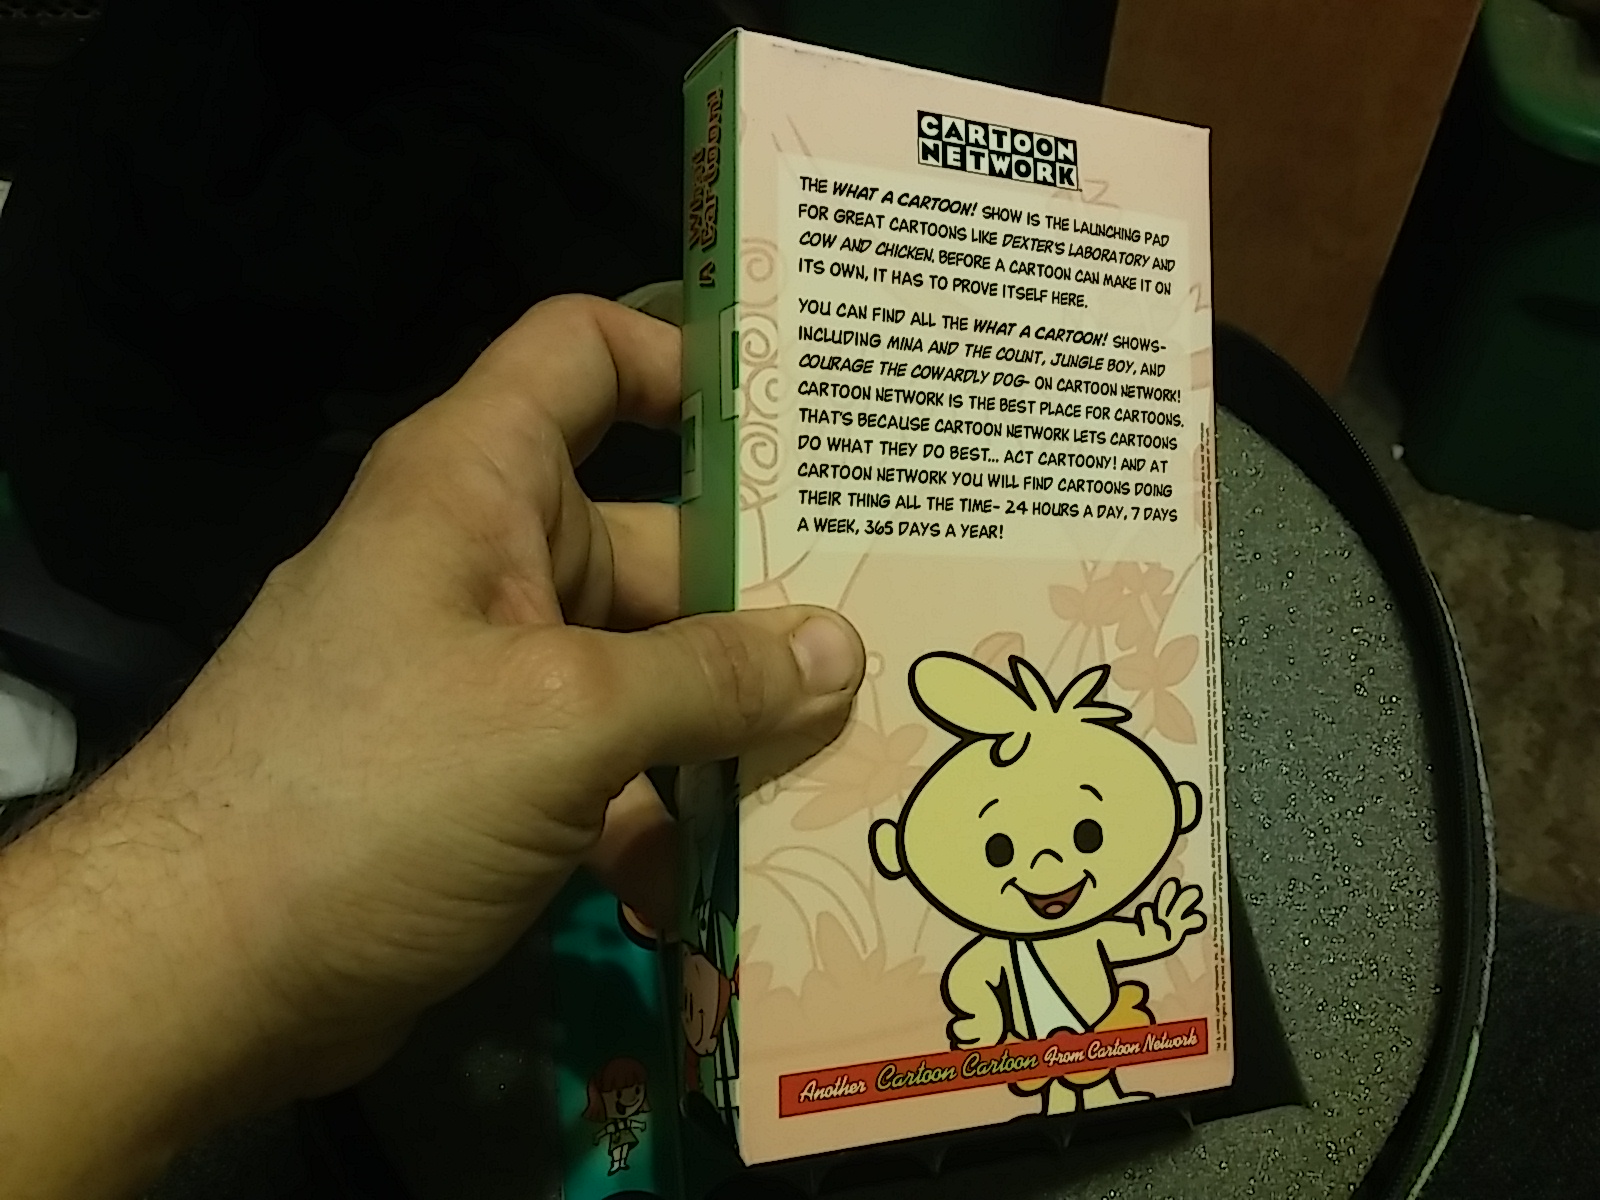 CARTOON
NETWORK
THE WHAT A CARTOON! SHOW IS THE LAUNCHING PAD
FOR GREAT CARTOONS LIKE DEXTER'S LABORATORY AND
COW AND CHICKEN. BEFORE A CARTOON CAN MAKE IT ON
ITS OWN, IT HAS TO PROVE ITSELF HERE.
YOU CAN FIND ALL THE WHAT A CARTOON! SHOWS-
INCLUDING MINA AND THE COUNT, JUNGLE BOY, AND
COURAGE THE COWARDLY DOG- ON CARTOON NETWORK!
CARTOON NETWORK IS THE BEST PLACE FOR CARTOONS.
THAT'S BECAUSE CARTOON NETWORK LETS CARTOONS
DO WHAT THEY DO BEST... ACT CARTOONY! AND AT
CARTOON NETWORK YOU WILL FIND CARTOONS DOING
THEIR THING ALL THE TIME- 24 HOURS A DAY, 7 DAYS
A WEEK, 365 DAYS A YEAR!
Another Cartoon Cartoon From Cartoon Network
What
A Cartoon!